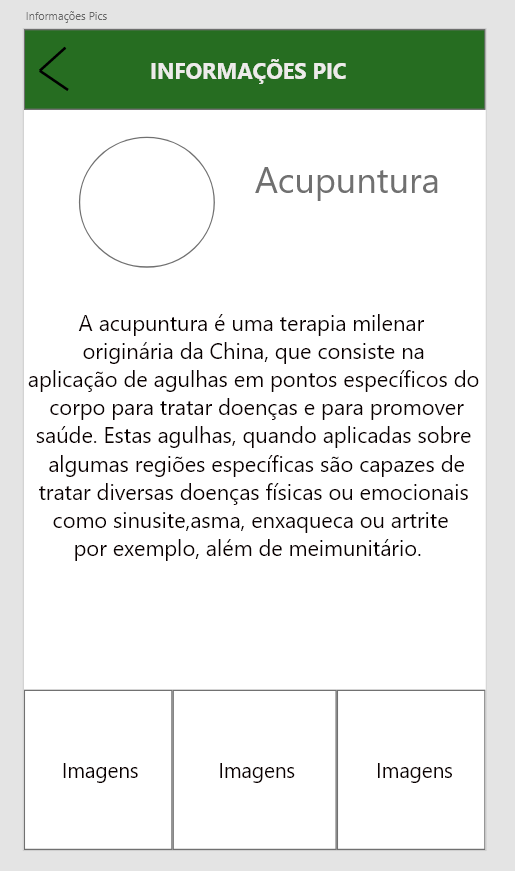 Informações Pics
INFORMAÇÕES PIC
Acupuntura
A acupuntura é uma terapia milenar
originária da China, que consiste na
aplicação de agulhas em pontos específicos do
corpo para tratar doenças e para promover
saúde. Estas agulhas, quando aplicadas sobre
algumas regiões específicas são capazes de
tratar diversas doenças físicas ou emocionais
como sinusite,asma, enxaqueca ou artrite
por exemplo, além de meimunitário.
Imagens
Imagens
Imagens